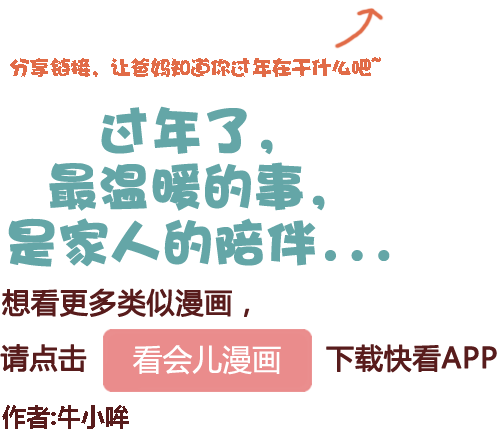 分享链接，让爸妈知道你过年在干什么吧~
过年了，
最温暖的事，
是家人的陪伴...
想看更多类似漫画，
请点击 看会儿漫画 下载快看APP
作者:牛小哞